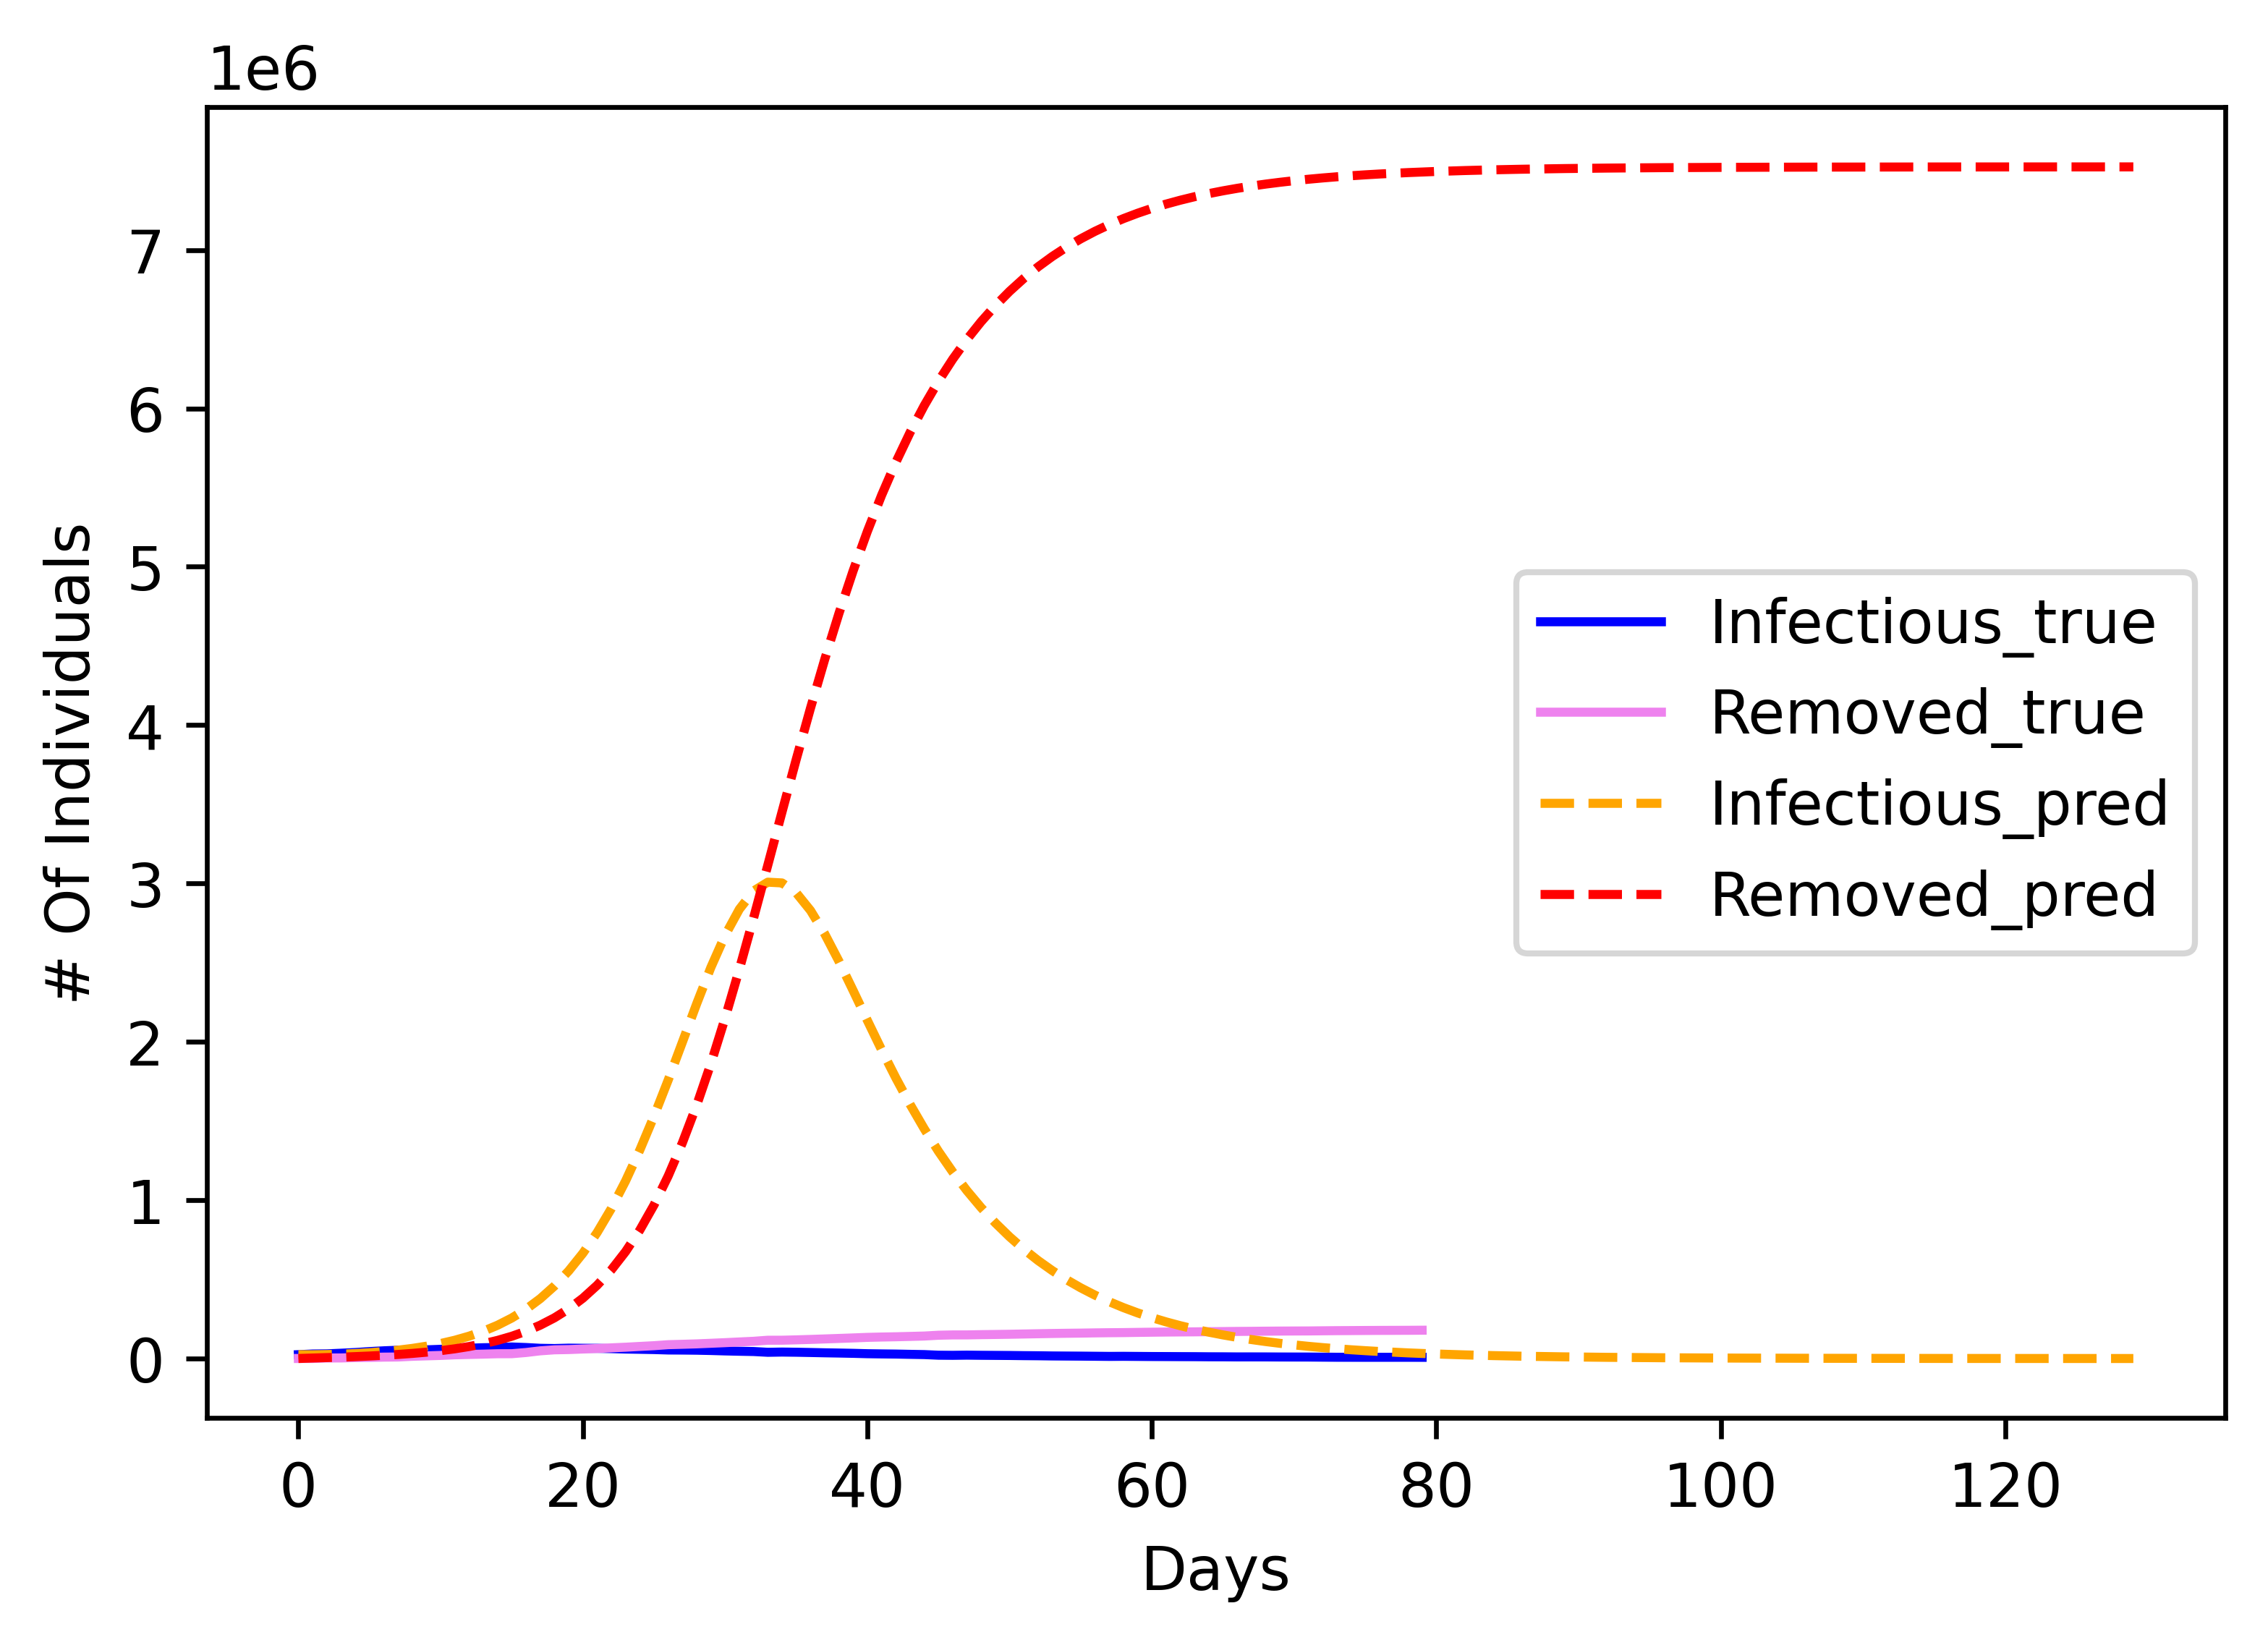 1e6
7
6
5
4
3
2
1
0
# Of Individuals
Infectious_true
Removed_true
Infectious_pred
Removed_pred
0 20 40 60 80 100 120
Days